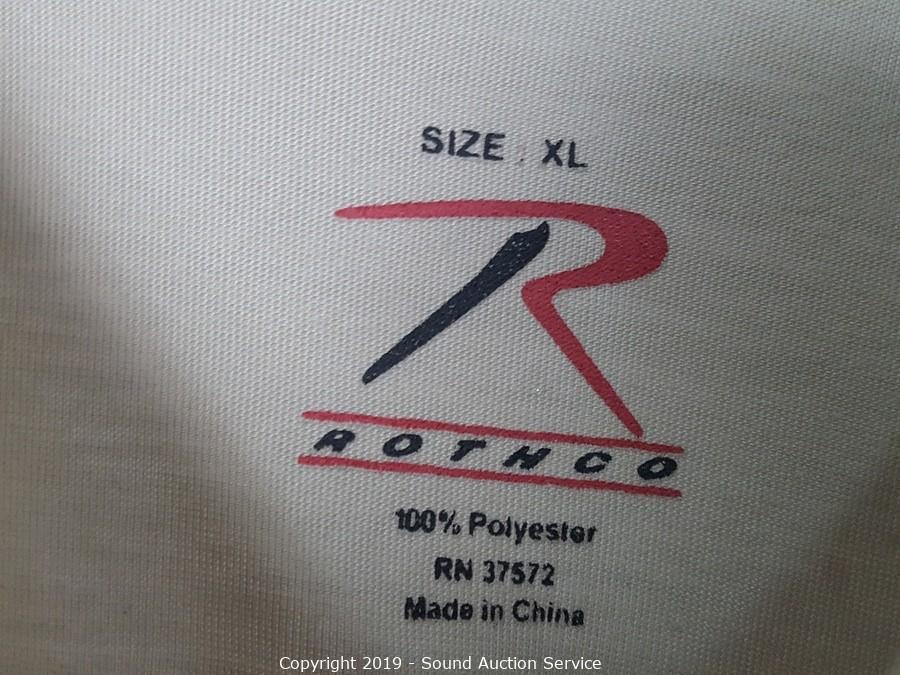 SIZE : XL
ROTHCO
100% Polyester
RN 37572
Made in China
Copyright 2019 - Sound Auction Service